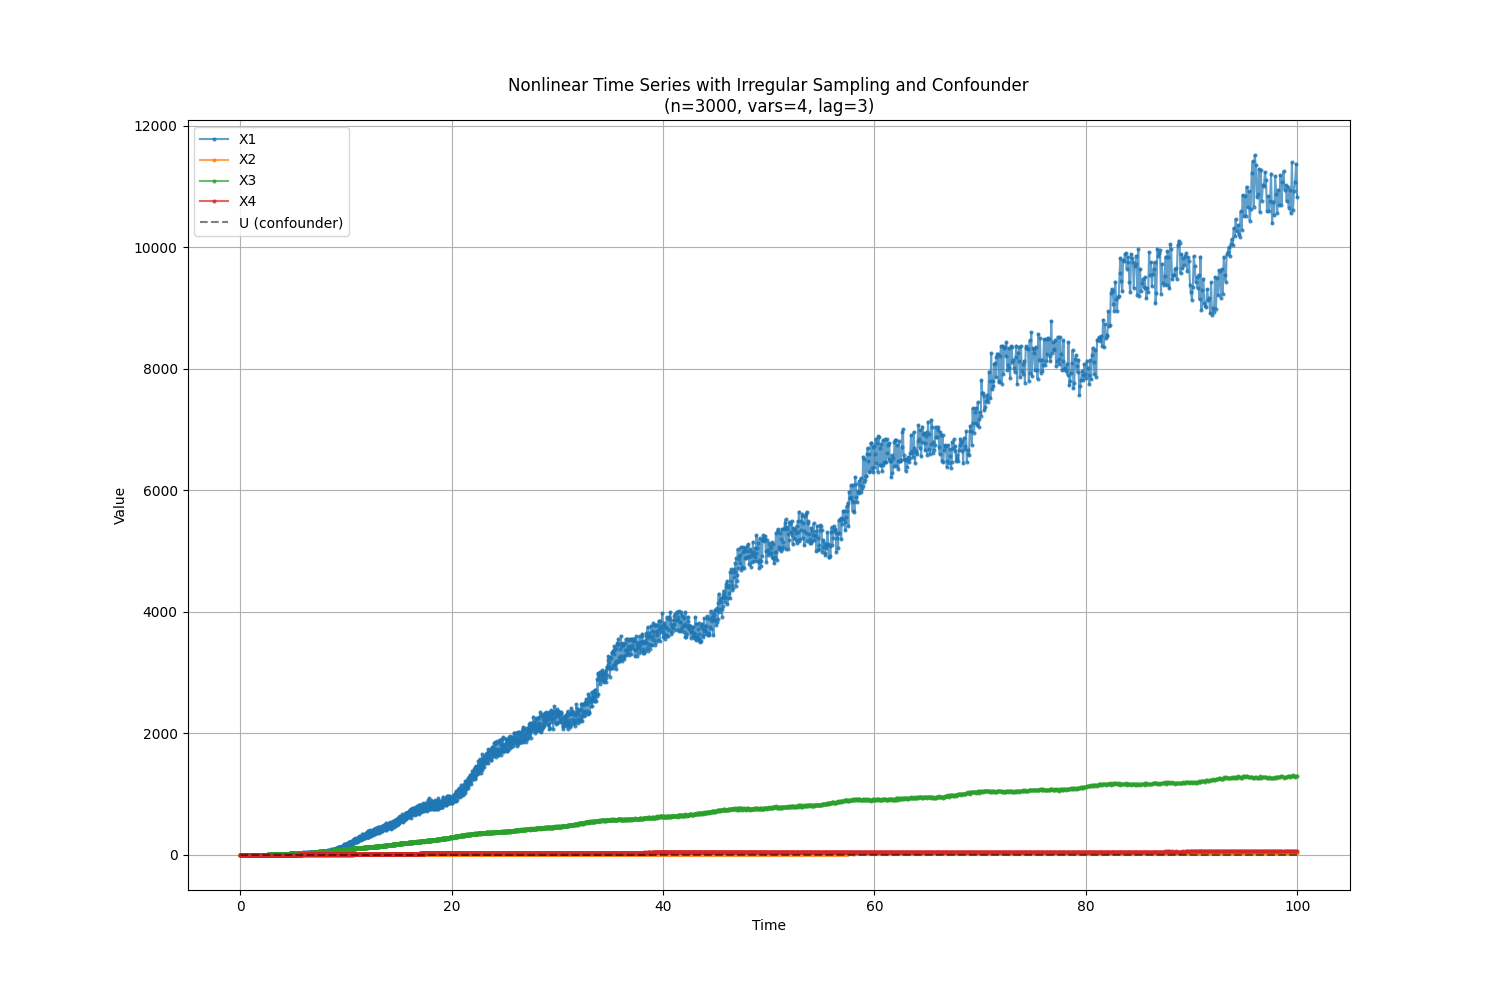 Nonlinear Time Series with Irregular Sampling and Confounder
(n=3000, vars=4, lag=3)
X1
X2
X3
X4
U (confounder)
Value
12000
10000
8000
6000
4000
2000
0
0 20 40 60 80 100
Time